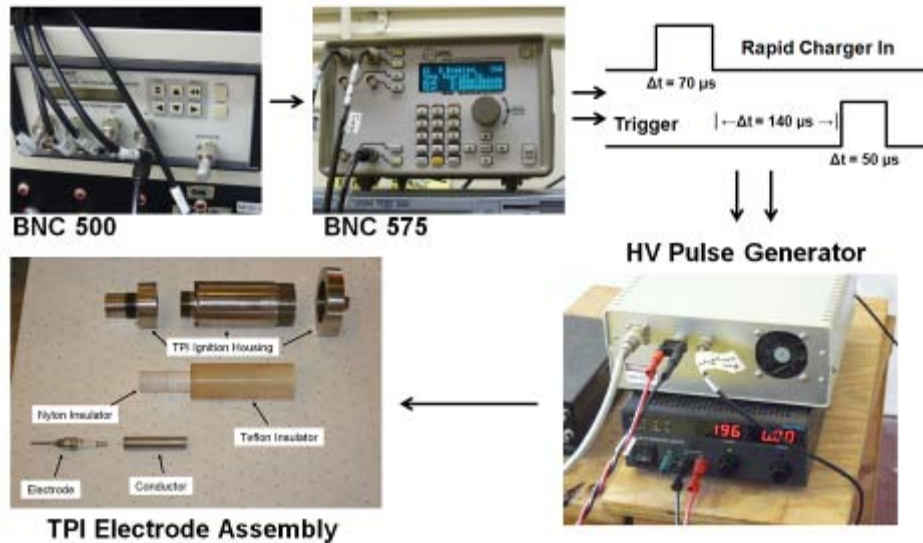 Rapid Charger In
Δt = 70 μs
Trigger
|←Δt = 140 μs→|
Δt = 50 μs
BNC 500
BNC 575
HV Pulse Generator
TPI Ignition Housing
Nylon Insulator
Teflon Insulator
Electrode
Conductor
196
TPI Electrode Assembly